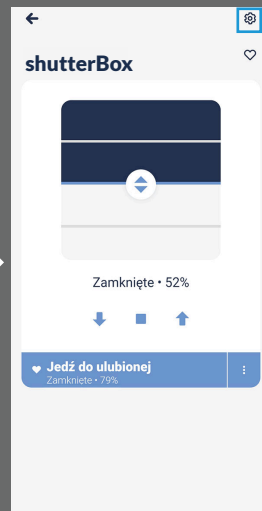 shutterBox
Zamknięte • 52%
Jedź do ulubionej
Zamknięte • 79%